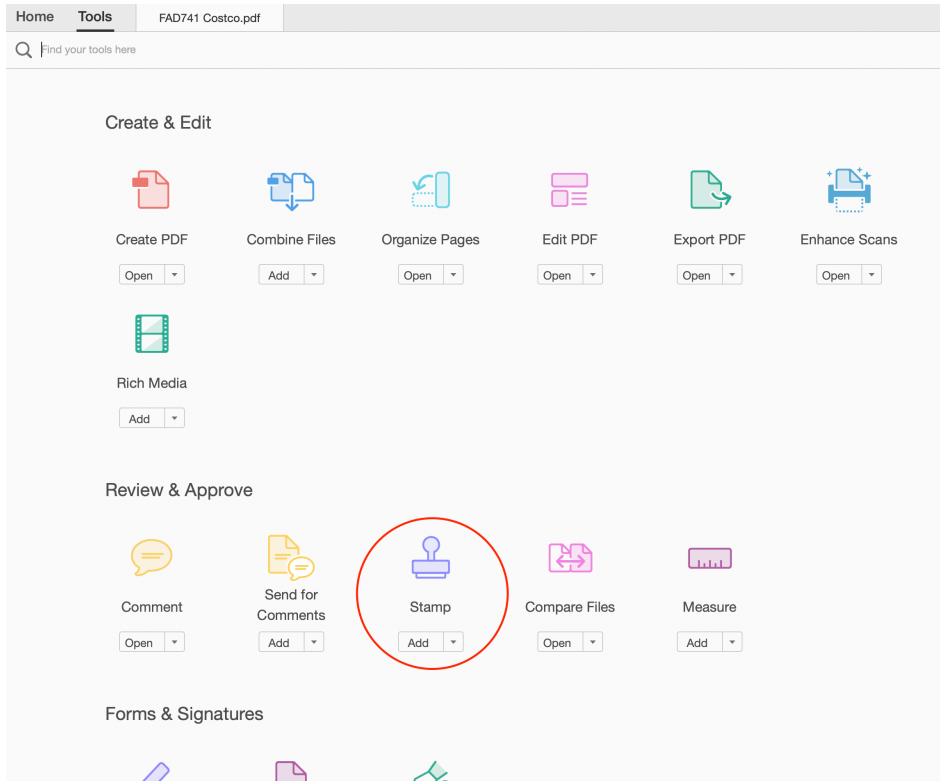 Home Tools FAD741 Costco.pdf
Find your tools here
Create & Edit
Create PDF Combine Files Organize Pages Edit PDF Export PDF Enhance Scans
Open Add Open Open Open Open
Rich Media
Add
Review & Approve
Comment Send for Comments Stamp Compare Files Measure
Open Add Add Open Add
Forms & Signatures